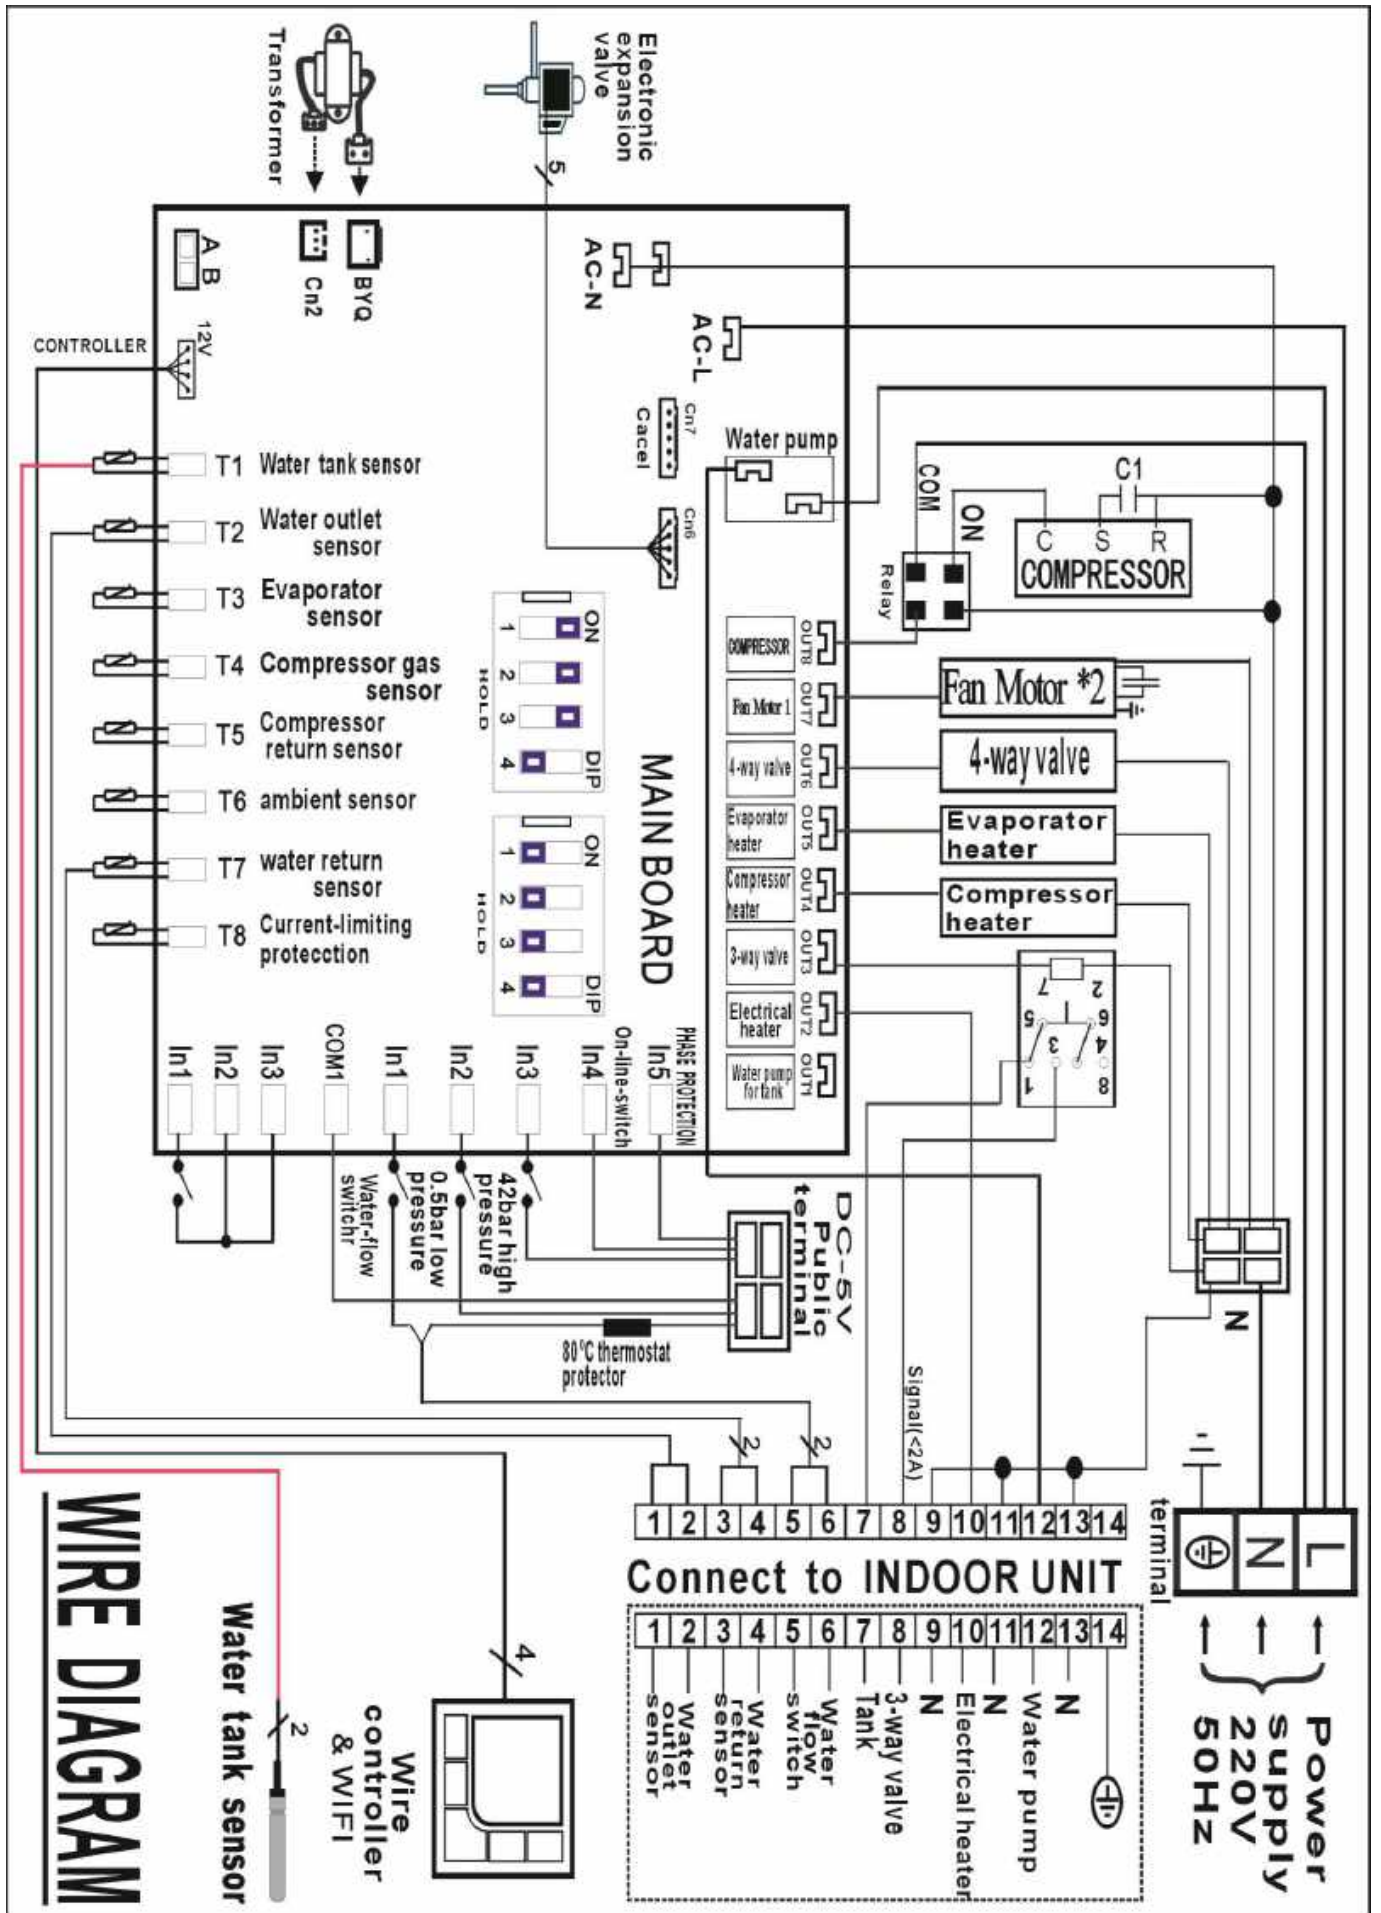 Transformer
Electronic
expansion
valve
5
A B
Cn2
BYQ
AC-N
AC-L
CONTROLLER
12V
Cn7
Cacel
Cn6
Water pump
T1 Water tank sensor
T2 Water outlet
sensor
T3 Evaporator
sensor
T4 Compressor gas
sensor
T5 Compressor
return sensor
T6 ambient sensor
T7 water return
sensor
T8 Current-limiting
protecction
ON
1
2
3
4
HOLD
DIP
ON
1
2
3
4
HOLD
DIP
MAIN BOARD
COMPRESSOR
OUT8
Fan Motor 1
OUT7
4-way valve
OUT6
Evaporator
heater
OUT5
Compressor
heater
OUT4
3-way valve
OUT3
Electrical
heater
OUT2
Water pump
for tank
OUT1
COM
ON
Relay
C1
C S R
COMPRESSOR
Fan Motor *2
4-way valve
Evaporator
heater
Compressor
heater
7
2
5
6
3
4
1
8
In1
In2
In3
COM1
In1
In2
In3
In4
On-line-switch
In5
PHASE PROTECTION
Water-flow
switchr
0.5bar low
pressure
42bar high
pressure
DC-5V
Public
terminal
80°C thermostat
protector
N
Signal(<2A)
2
2
1 2 3 4 5 6 7 8 9 10 11 12 13 14
Connect to INDOOR UNIT
1 2 3 4 5 6 7 8 9 10 11 12 13 14
Water
outlet
sensor
Water
return
sensor
Water
flow
switch
Tank
3-way valve
N
Electrical heater
N
Water pump
N
terminal
N
L
Power
supply
220V
50Hz
WIRE DIAGRAM
Water tank sensor
2
4
Wire
controller
& WIFI